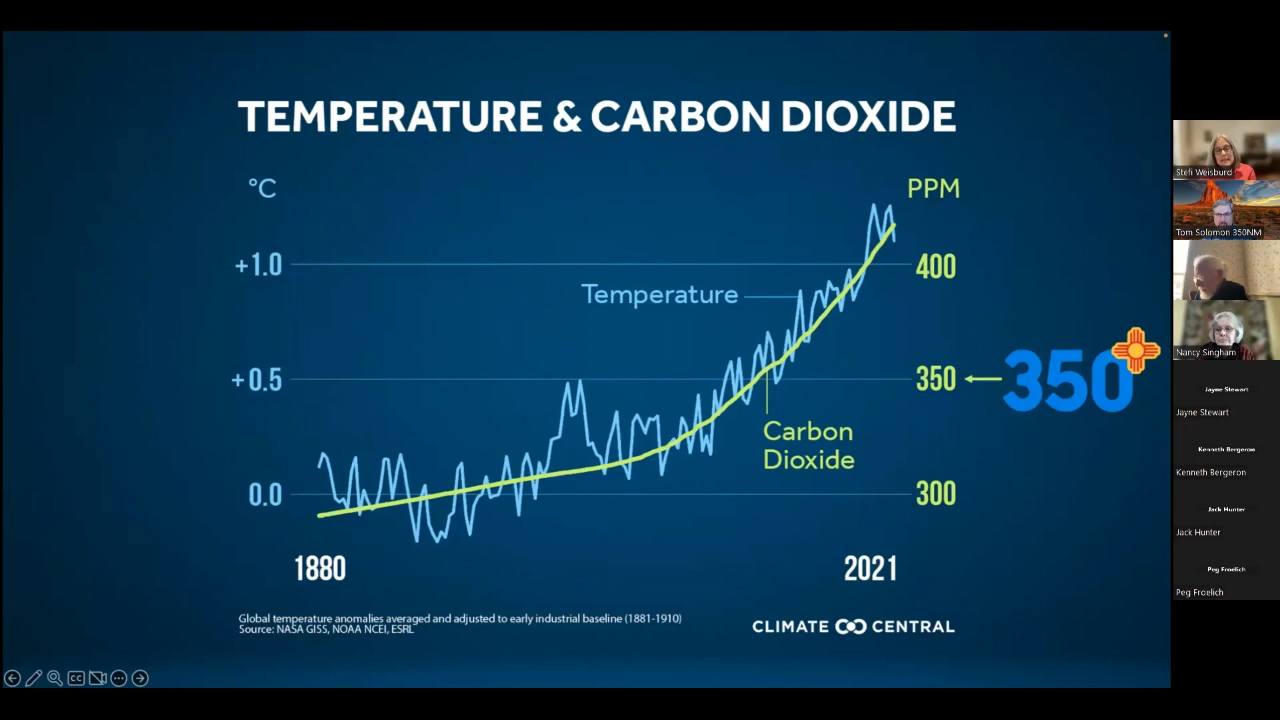 TEMPERATURE & CARBON DIOXIDE
°C
PPM
+1.0
400
Temperature
+0.5
350
350
Carbon
Dioxide
0.0
300
1880
2021
Global temperature anomalies averaged and adjusted to early industrial baseline (1881-1910)
Source: NASA GISS, NOAA NCEI, ESRL
CLIMATE CENTRAL
CC
Stefi Weisburd
Tom Solomon 350NM
Nancy Singham
Jayne Stewart
Jayne Stewart
Kenneth Bergeron
Kenneth Bergeron
Jack Hunter
Jack Hunter
Peg Froelich
Peg Froelich